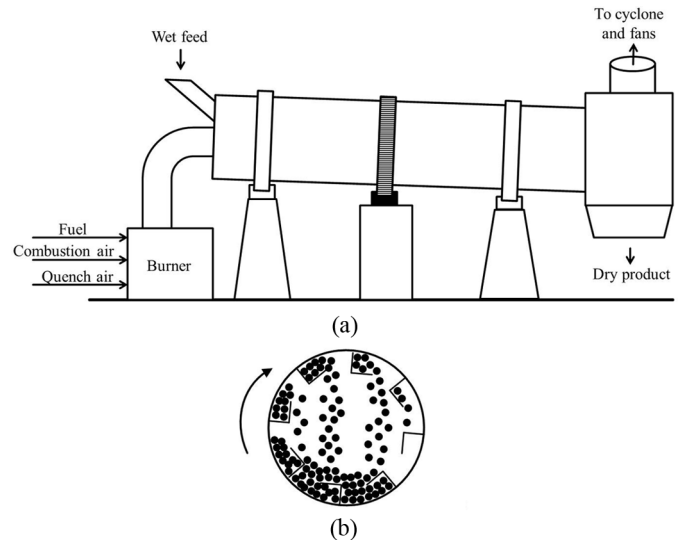 To cyclone
and fans
Wet feed
Fuel
Combustion air
Quench air
Burner
Dry product
(a)
(b)